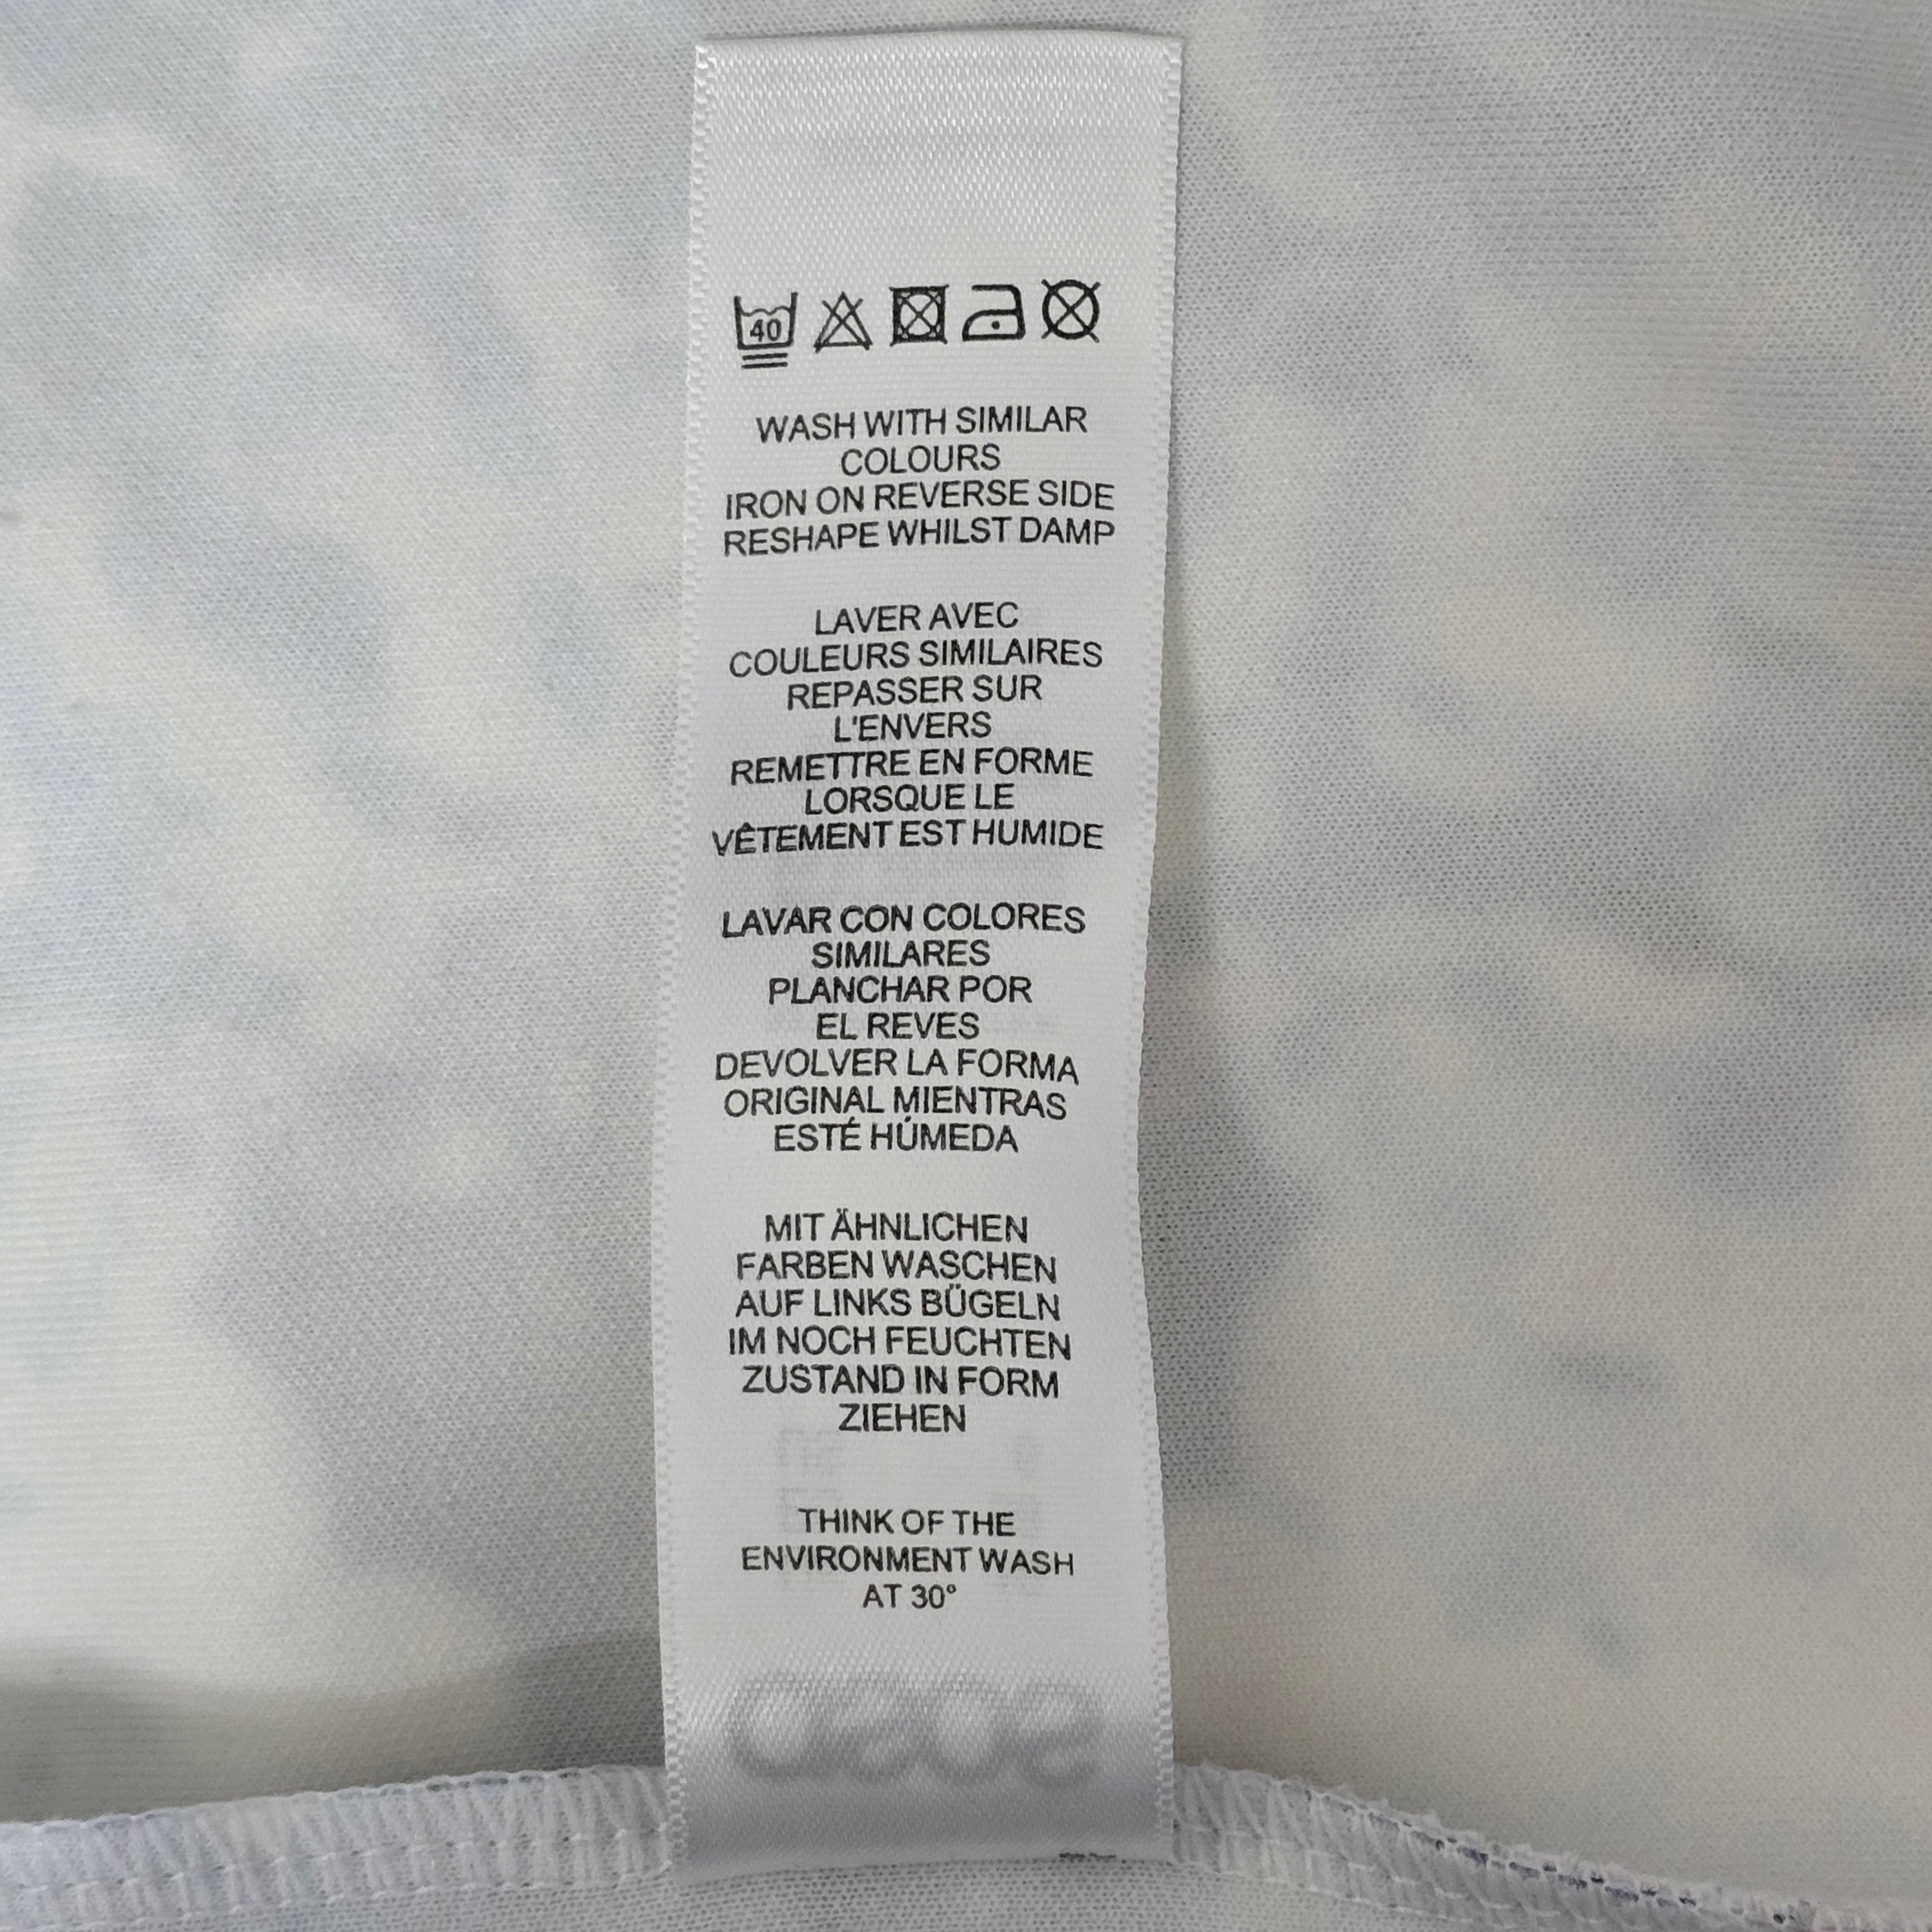 40
WASH WITH SIMILAR
COLOURS
IRON ON REVERSE SIDE
RESHAPE WHILST DAMP
LAVER AVEC
COULEURS SIMILAIRES
REPASSER SUR
L'ENVERS
REMETTRE EN FORME
LORSQUE LE
VÊTEMENT EST HUMIDE
LAVAR CON COLORES
SIMILARES
PLANCHAR POR
EL REVES
DEVOLVER LA FORMA
ORIGINAL MIENTRAS
ESTÉ HÚMEDA
MIT ÄHNLICHEN
FARBEN WASCHEN
AUF LINKS BÜGELN
IM NOCH FEUCHTEN
ZUSTAND IN FORM
ZIEHEN
THINK OF THE
ENVIRONMENT WASH
AT 30°
asos